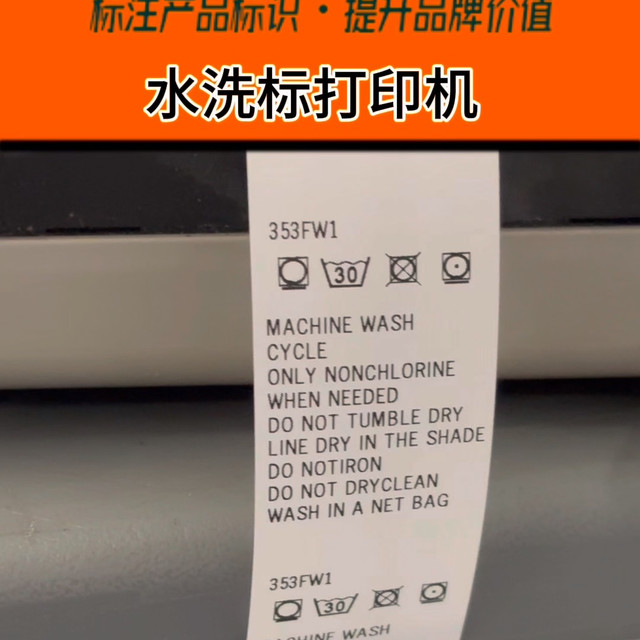 标注产品标识·提升品牌价值
水洗标打印机
353FW1
30
MACHINE WASH
CYCLE
ONLY NONCHLORINE
WHEN NEEDED
DO NOT TUMBLE DRY
LINE DRY IN THE SHADE
DO NOTIRON
DO NOT DRYCLEAN
WASH IN A NET BAG
353FW1
30
MACHINE WASH